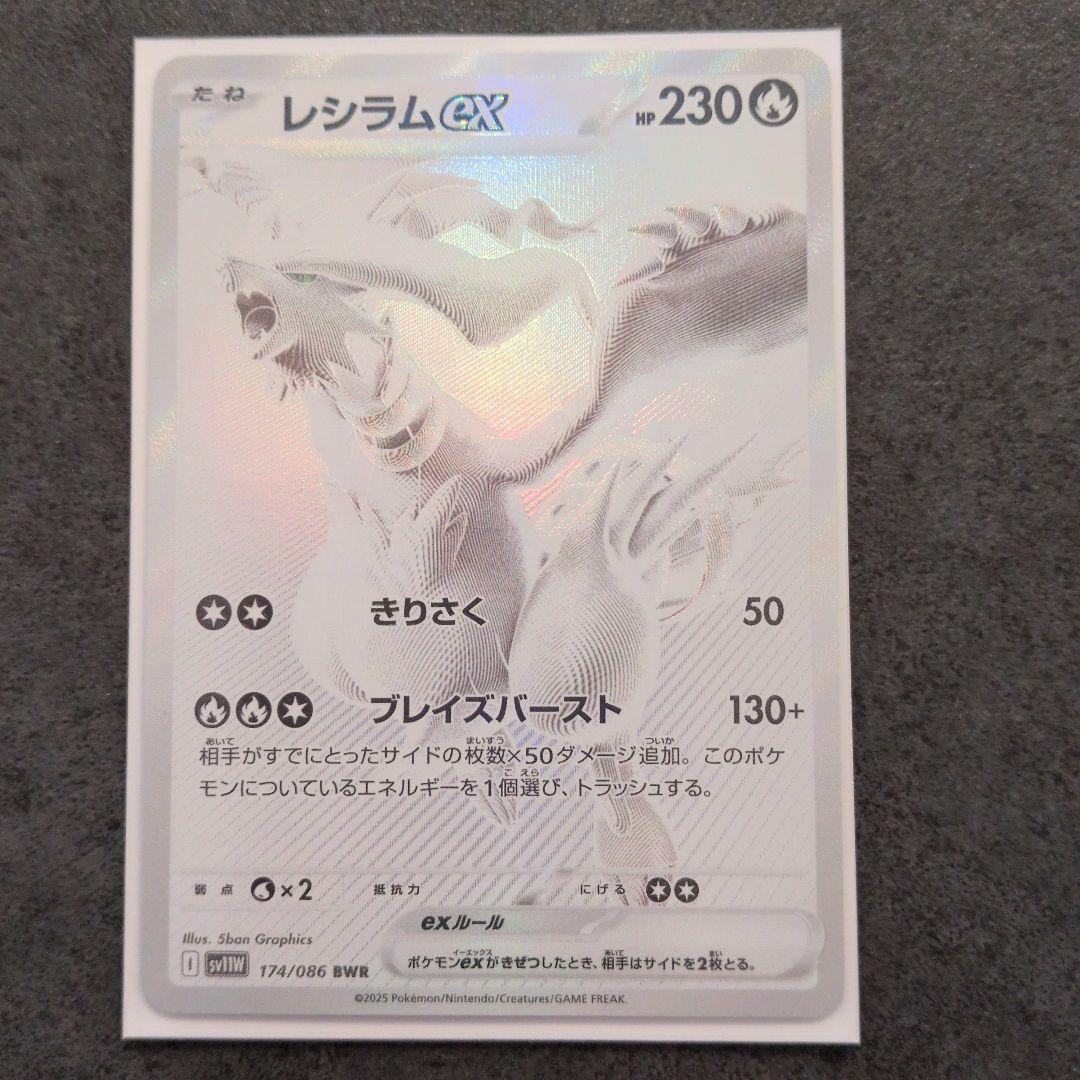 たね レシラムex HP230
きりさく 50
ブレイズバースト 130+
相手がすでにとったサイドの枚数×50ダメージ追加。このポケ
モンについているエネルギーを1個選び、トラッシュする。
弱点 ×2 抵抗力 にげる
exルール
ポケモンexがきぜつしたとき、相手はサイドを2枚とる。
Illus. 5ban Graphics
I SV11W 174/086 BWR
©2025 Pokémon/Nintendo/Creatures/GAME FREAK.